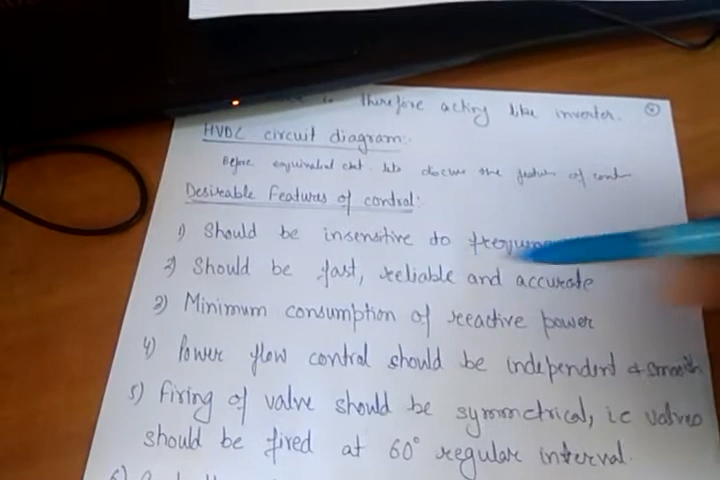 therefore acting like inverter. 
HVDC circuit diagram:
Before equivalent ckt. lets discuss the features of
Desirable features of control:
1) Should be insensitive to
2) Should be fast, reliable and accurate
3) Minimum consumption of reactive power
4) Power flow control should be independent & smooth
5) Firing of valve should be symmetrical, ie valves
should be fired at 60° regular interval.
6)